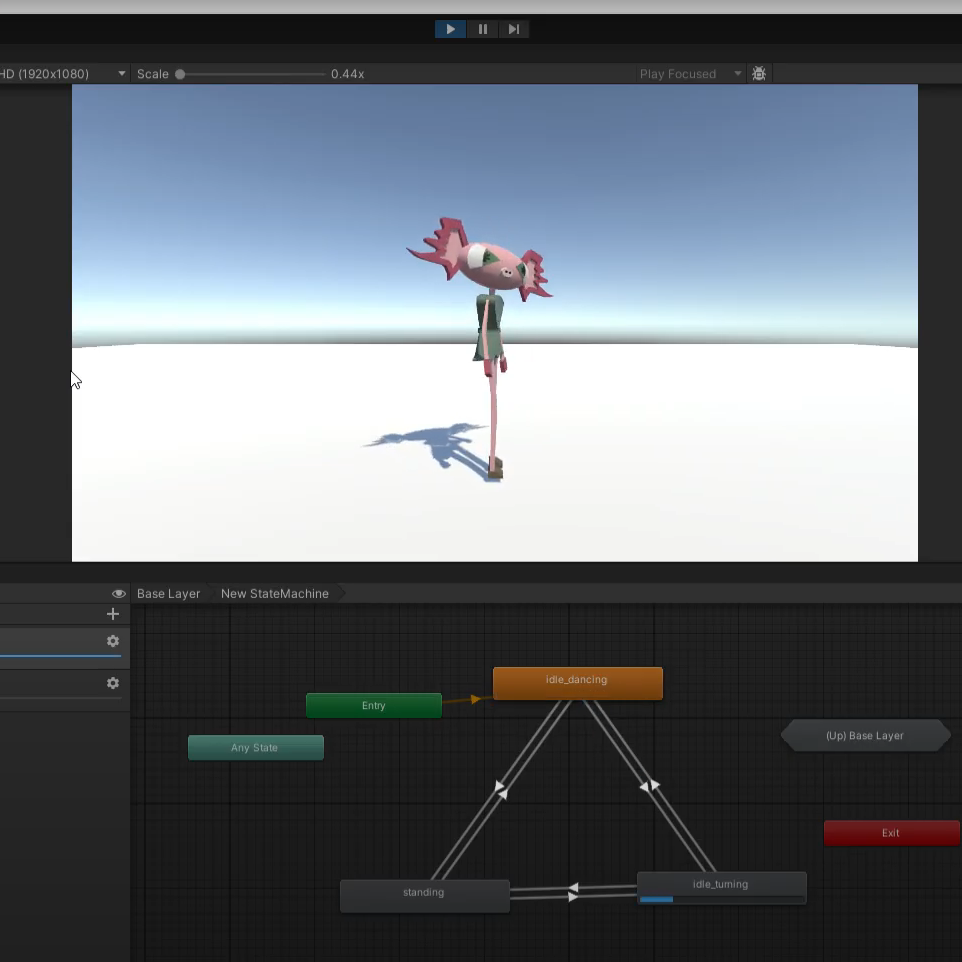 HD (1920x1080)
Scale
0.44x
Play Focused
Base Layer
New StateMachine
idle_dancing
Entry
Any State
(Up) Base Layer
Exit
standing
idle_turning